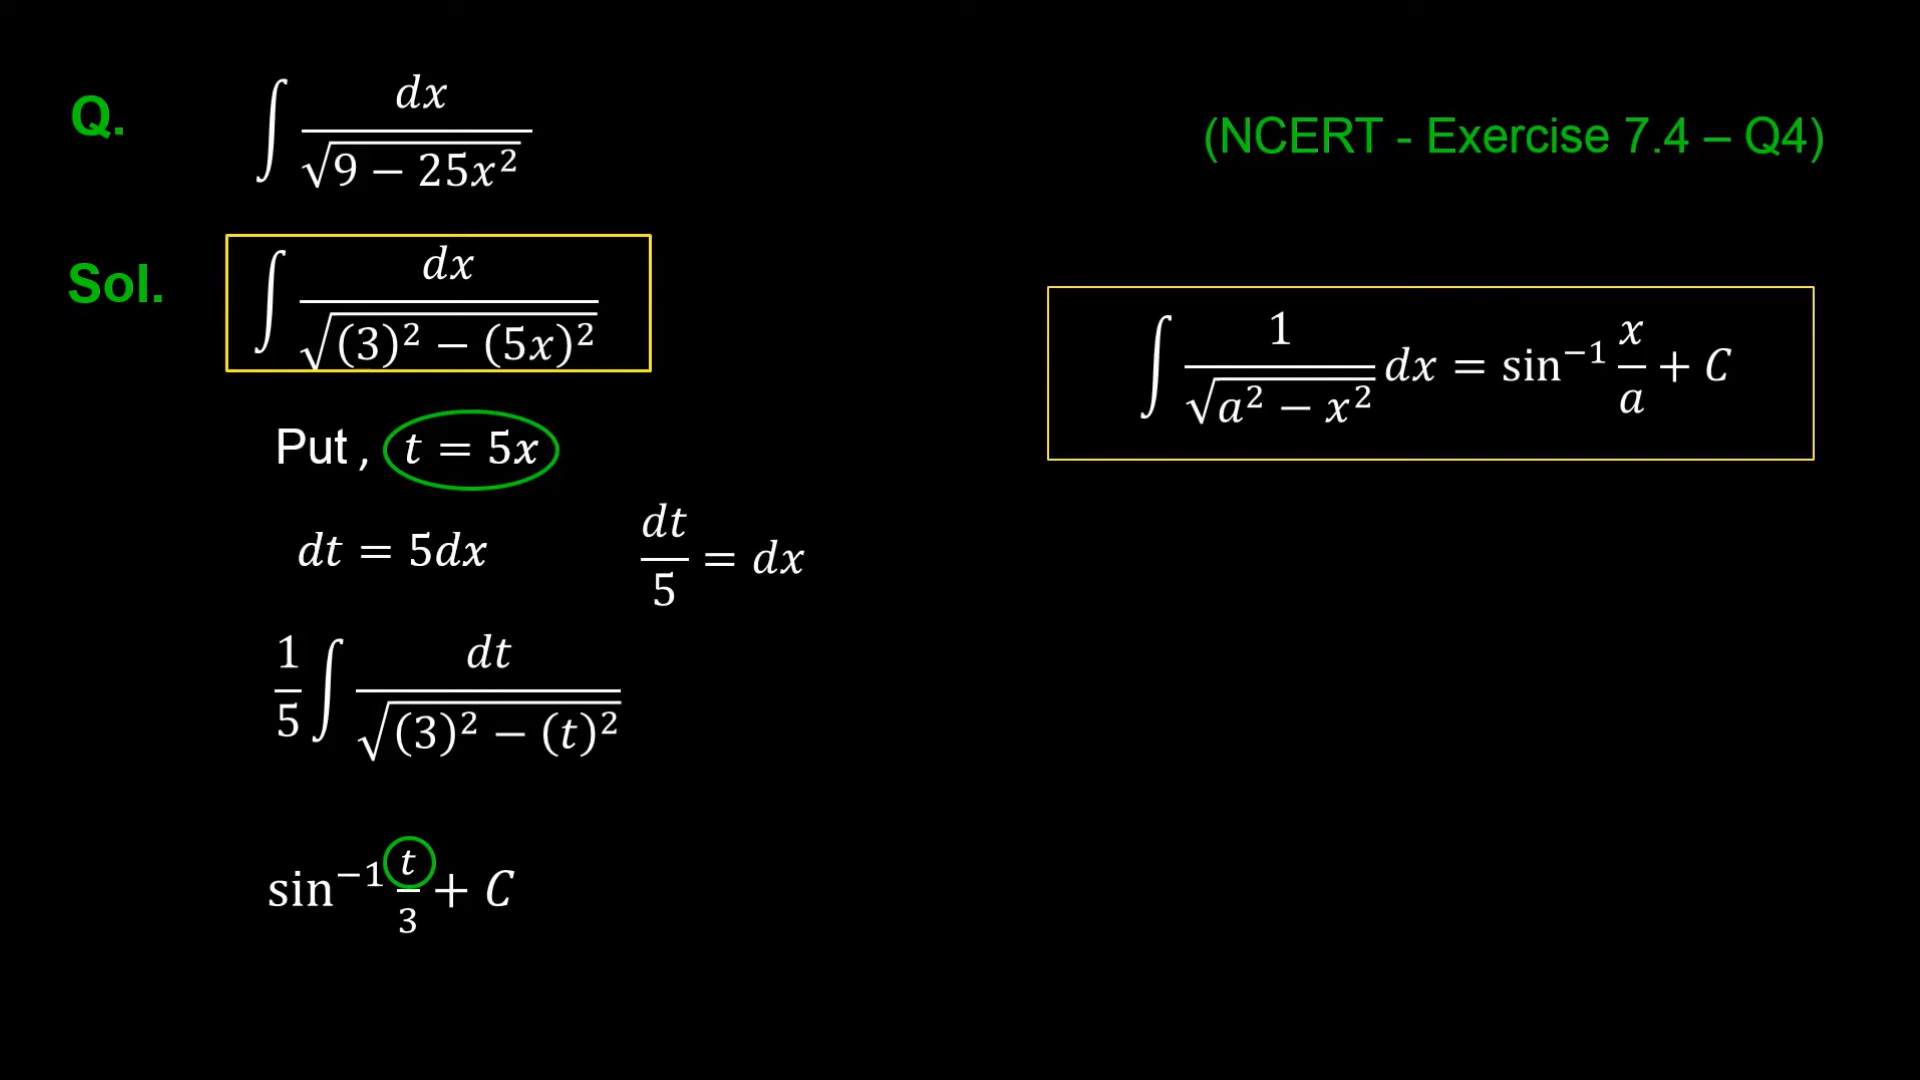 Q. ∫ dx / √(9 − 25x²)
(NCERT - Exercise 7.4 – Q4)
Sol. ∫ dx / √((3)² − (5x)²)
∫ 1 / √(a² − x²) dx = sin⁻¹ x/a + C
Put , t = 5x
dt = 5dx dt/5 = dx
1/5 ∫ dt / √((3)² − (t)²)
sin⁻¹ t/3 + C